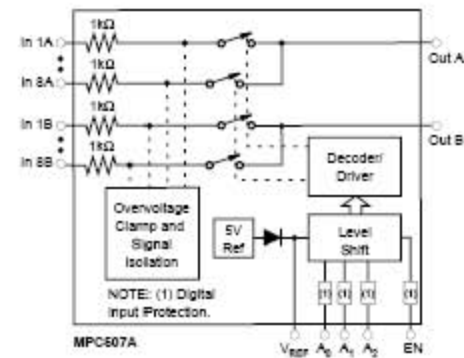 1kΩ
In 1A
Out A
1kΩ
In 8A
1kΩ
In 1B
Out B
1kΩ
In 8B
Decoder/
Driver
Overvoltage
Clamp and
Signal
Isolation
5V
Ref
Level
Shift
NOTE: (1) Digital
Input Protection.
(1) (1) (1) (1)
MPC507A
VREF A0 A1 A2 EN